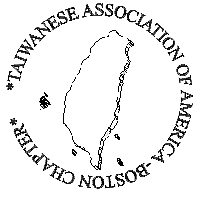 *TAIWANESE ASSOCIATION OF AMERICA-BOSTON CHAPTER*